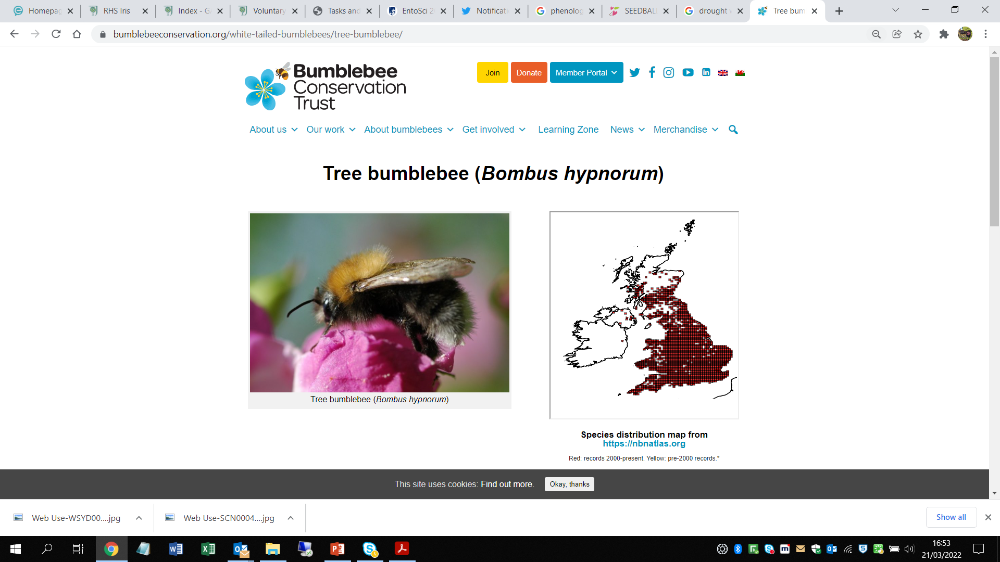 Homepag
RHS Iris
Index - GA
Voluntary
Tasks and
EntoSci 2
Notificati
phenolog
SEEDBALL
drought w
Tree bum
bumblebeeconservation.org/white-tailed-bumblebees/tree-bumblebee/
Bumblebee
Conservation
Trust
Join
Donate
Member Portal
About us
Our work
About bumblebees
Get involved
Learning Zone
News
Merchandise
Tree bumblebee (Bombus hypnorum)
Tree bumblebee (Bombus hypnorum)
Species distribution map from
https://nbnatlas.org
Red: records 2000-present. Yellow: pre-2000 records.*
This site uses cookies: Find out more.
Okay, thanks
Web Use-WSYD00....jpg
Web Use-SCN0004....jpg
Show all
16:53
21/03/2022